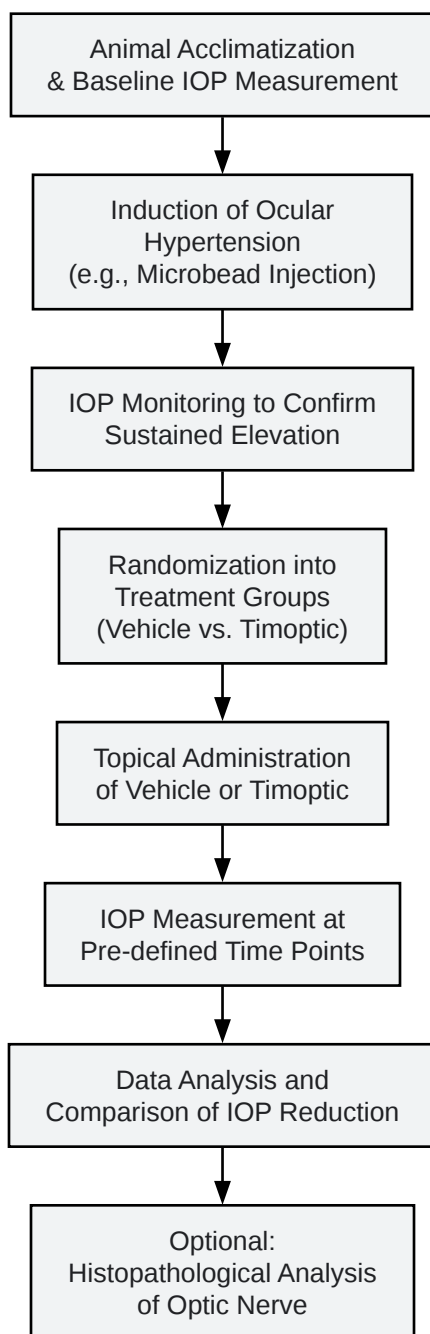 Animal Acclimatization
& Baseline IOP Measurement
Induction of Ocular
Hypertension
(e.g., Microbead Injection)
IOP Monitoring to Confirm
Sustained Elevation
Randomization into
Treatment Groups
(Vehicle vs. Timoptic)
Topical Administration
of Vehicle or Timoptic
IOP Measurement at
Pre-defined Time Points
Data Analysis and
Comparison of IOP Reduction
Optional:
Histopathological Analysis
of Optic Nerve